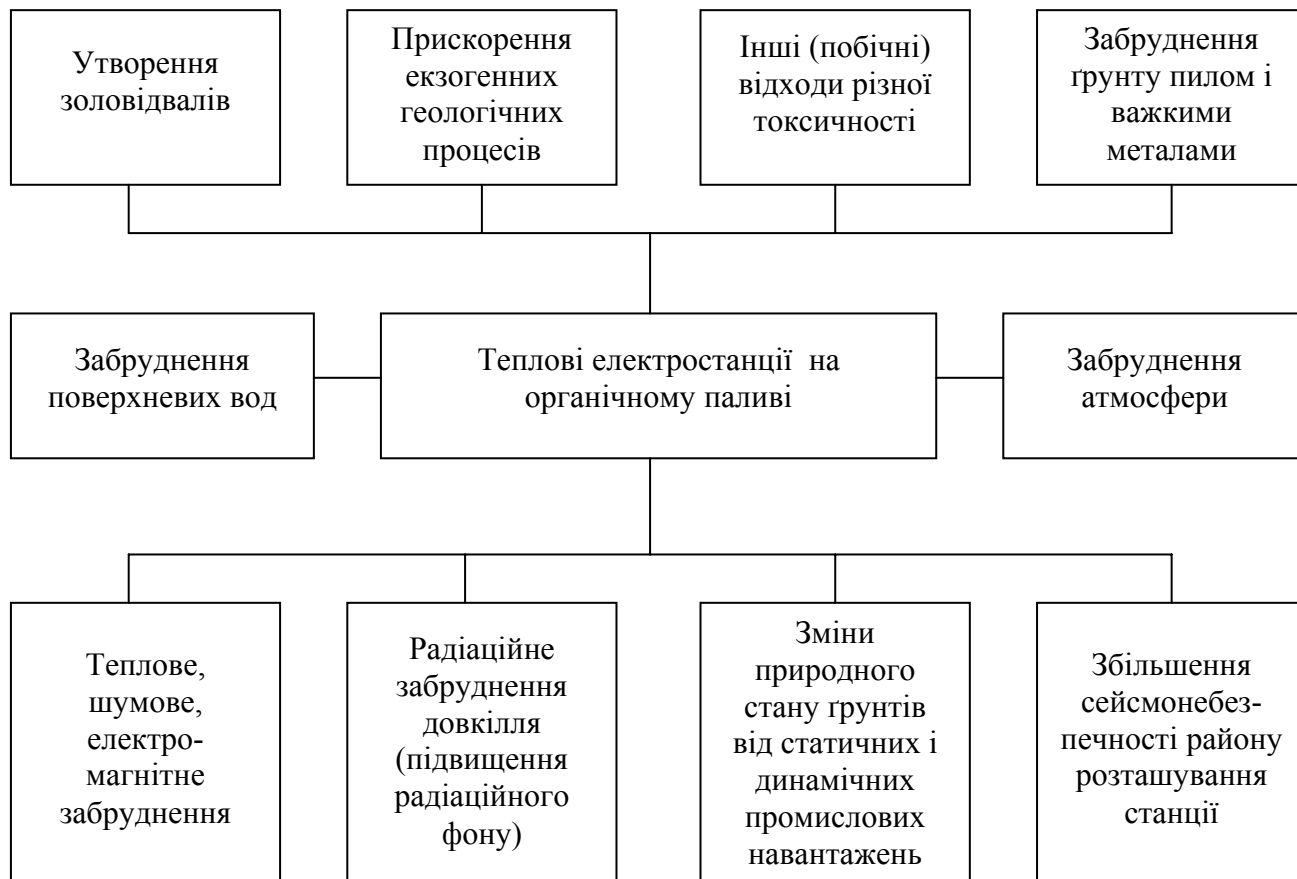 Утворення
золовідвалів
Прискорення
екзогенних
геологічних
процесів
Інші (побічні)
відходи різної
токсичності
Забруднення
ґрунту пилом і
важкими
металами
Забруднення
поверхневих вод
Теплові електростанції на
органічному паливі
Забруднення
атмосфери
Теплове,
шумове,
електро-
магнітне
забруднення
Радіаційне
забруднення
довкілля
(підвищення
радіаційного
фону)
Зміни
природного
стану ґрунтів
від статичних і
динамічних
промислових
навантажень
Збільшення
сейсмонебез-
печності району
розташування
станції